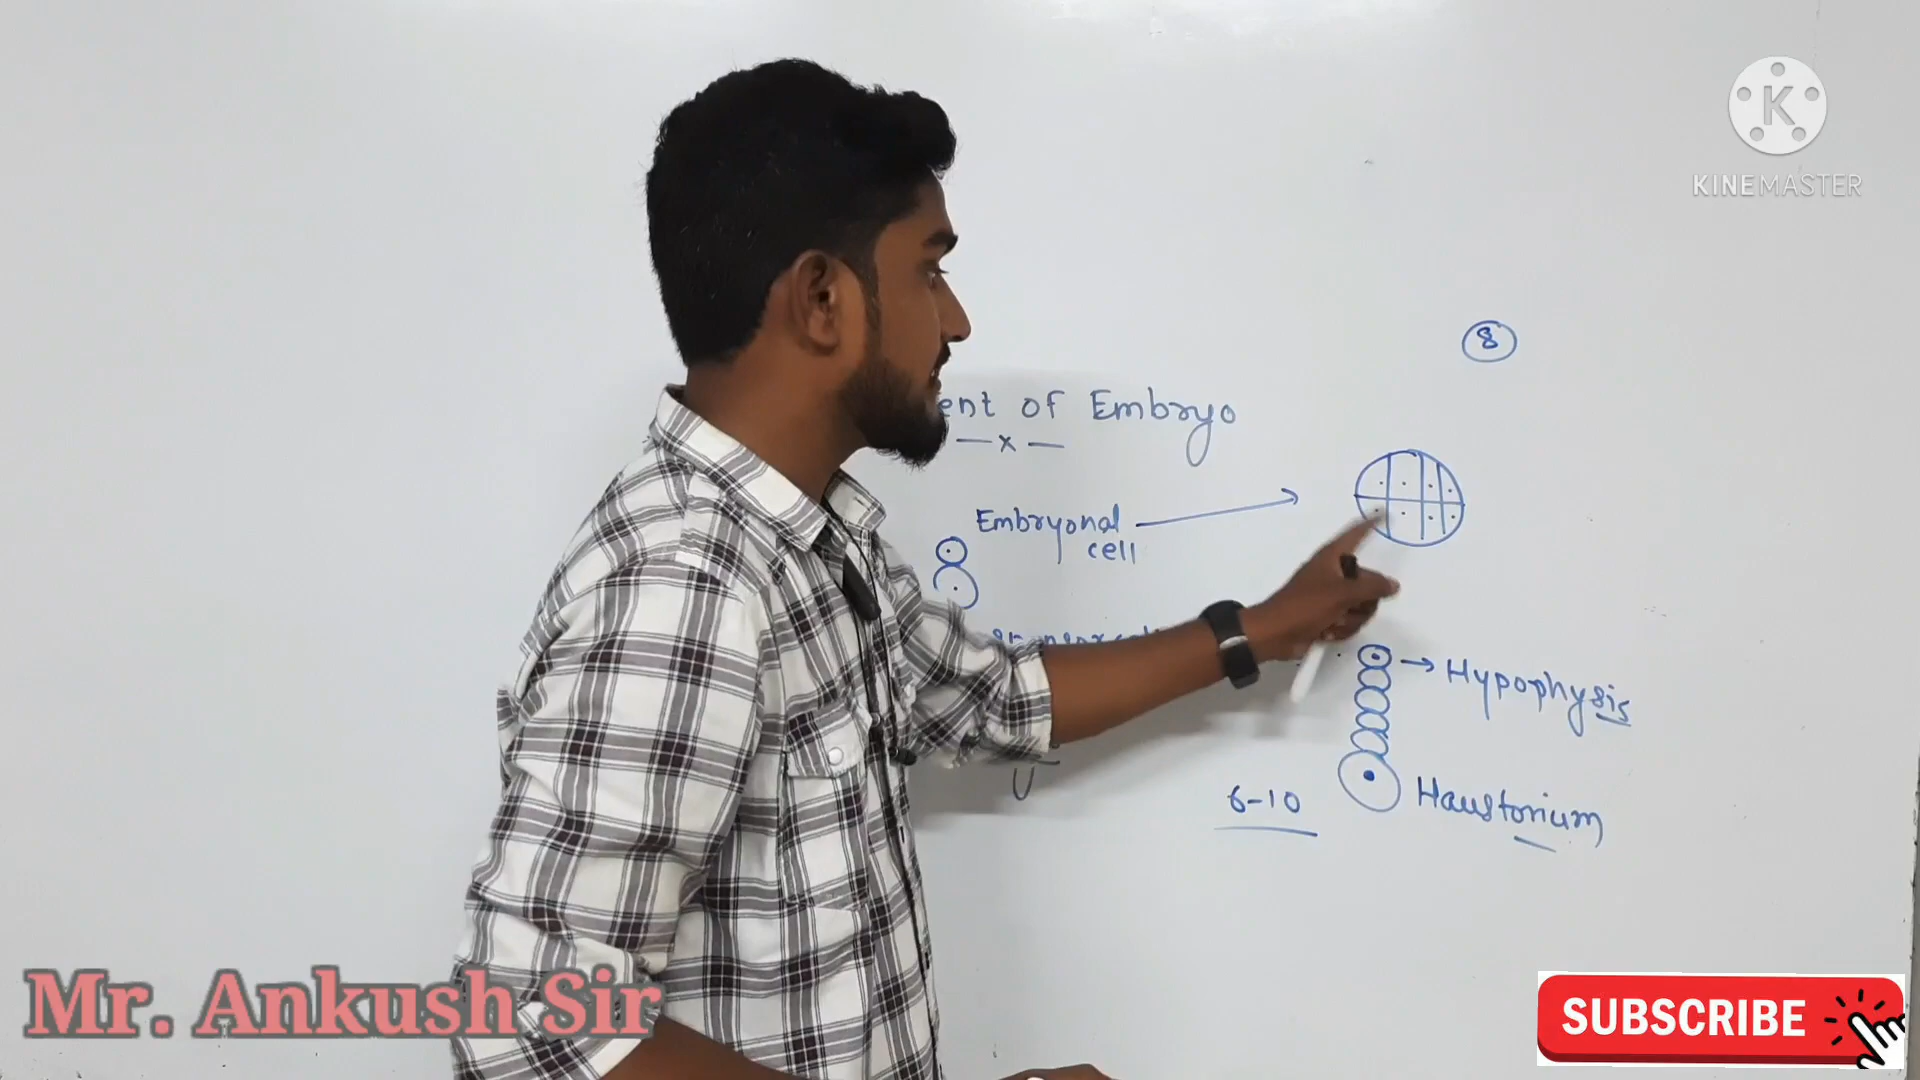 KINEMASTER
8
ent of Embryo
— x —
Embryonal
cell
Hypophysis
6-10
Haustorium
Mr. Ankush Sir
SUBSCRIBE